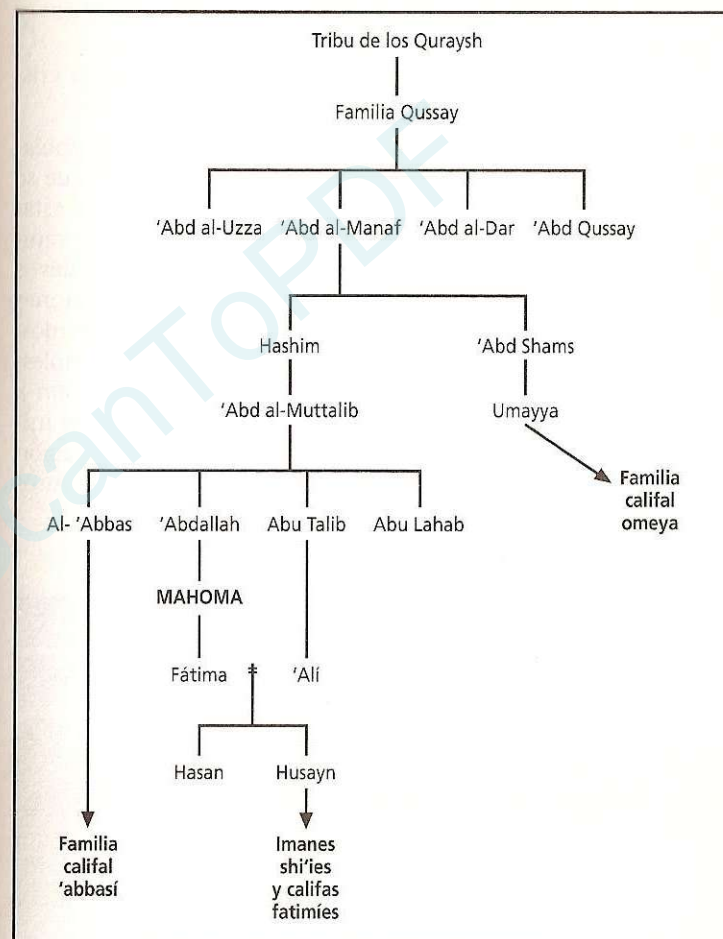 Tribu de los Quraysh
Familia Qussay
'Abd al-Uzza 'Abd al-Manaf 'Abd al-Dar 'Abd Qussay
Hashim 'Abd Shams
'Abd al-Muttalib Umayya
Familia
califal
omeya
Al- 'Abbas 'Abdallah Abu Talib Abu Lahab
MAHOMA
Fátima 'Alí
Hasan Husayn
Familia
califal
'abbasí
Imanes
shi'ies
y califas
fatimíes
ScanToPDF